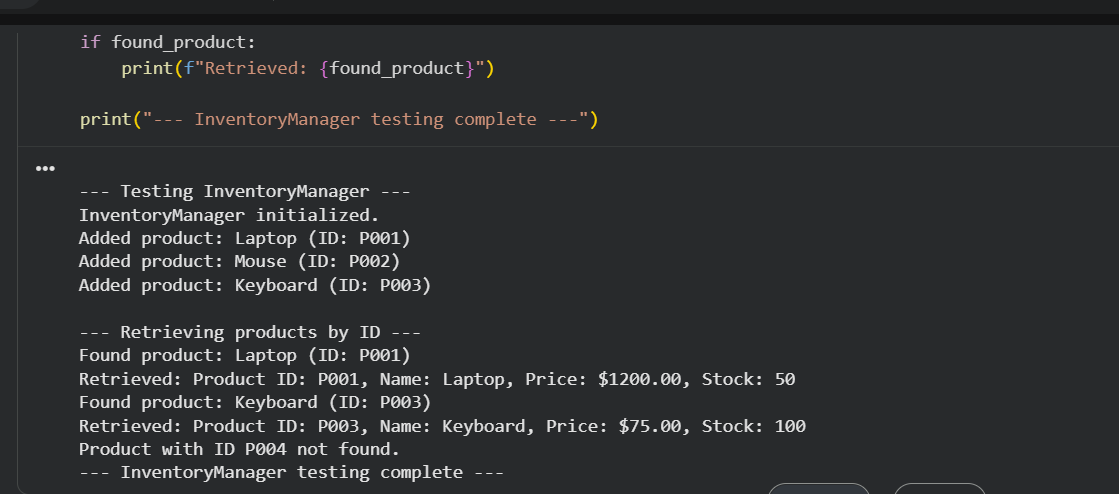 if found_product:
print(f"Retrieved: {found_product}")
print("--- InventoryManager testing complete ---")
--- Testing InventoryManager ---
InventoryManager initialized.
Added product: Laptop (ID: P001)
Added product: Mouse (ID: P002)
Added product: Keyboard (ID: P003)
--- Retrieving products by ID ---
Found product: Laptop (ID: P001)
Retrieved: Product ID: P001, Name: Laptop, Price: $1200.00, Stock: 50
Found product: Keyboard (ID: P003)
Retrieved: Product ID: P003, Name: Keyboard, Price: $75.00, Stock: 100
Product with ID P004 not found.
--- InventoryManager testing complete ---